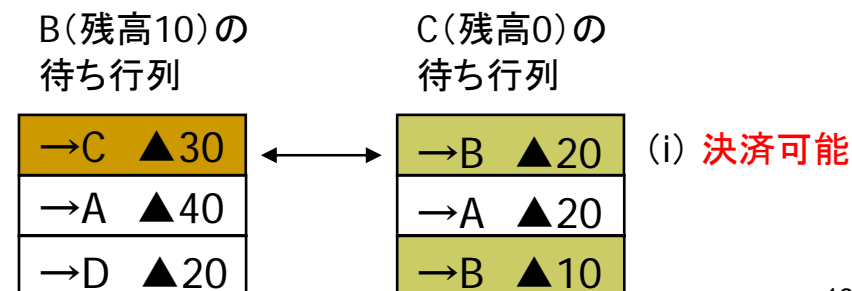 B(残高10)の
待ち行列
C(残高0)の
待ち行列
→C ▲30
→B ▲20
(i) 決済可能
→A ▲40
→A ▲20
→D ▲20
→B ▲10